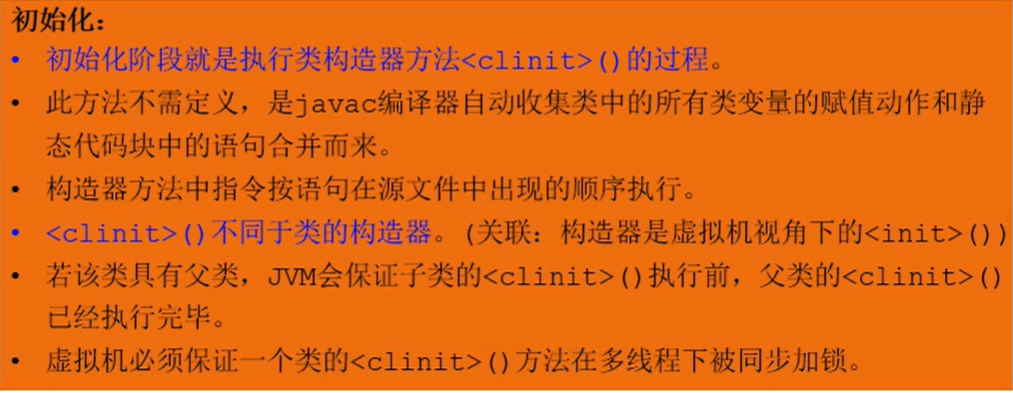 初始化：
• 初始化阶段就是执行类构造器方法<clinit>()的过程。
• 此方法不需定义，是javac编译器自动收集类中的所有类变量的赋值动作和静
态代码块中的语句合并而来。
• 构造器方法中指令按语句在源文件中出现的顺序执行。
• <clinit>()不同于类的构造器。(关联：构造器是虚拟机视角下的<init>())
• 若该类具有父类，JVM会保证子类的<clinit>()执行前，父类的<clinit>()
已经执行完毕。
• 虚拟机必须保证一个类的<clinit>()方法在多线程下被同步加锁。